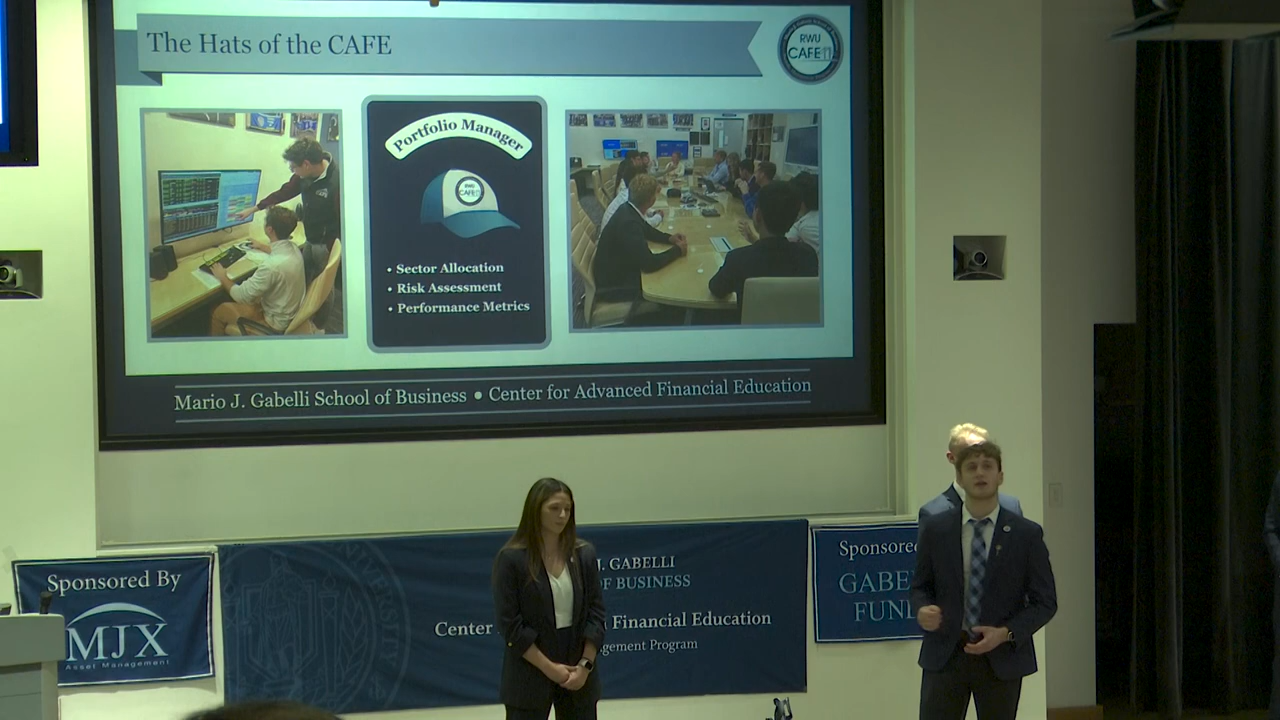 The Hats of the CAFE
RWU
CAFE
Portfolio Manager
RWU
CAFE
• Sector Allocation
• Risk Assessment
• Performance Metrics
Mario J. Gabelli School of Business • Center for Advanced Financial Education
Sponsored By
MJX
Asset Management
J. GABELLI
OF BUSINESS
Center
Financial Education
Program
Sponsored
GABE
FUN